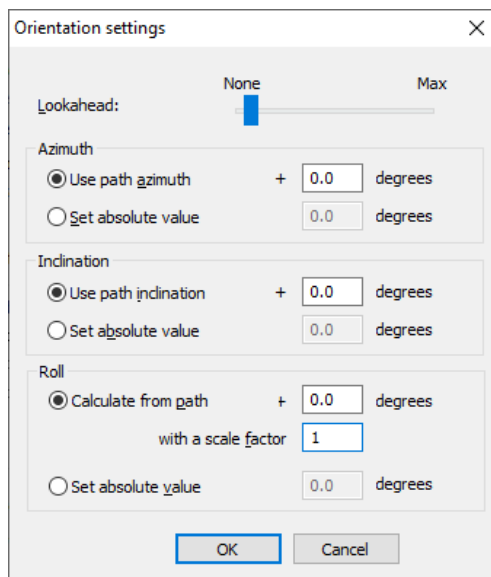 Orientation settings
None Max
Lookahead:
Azimuth
Use path azimuth + 0.0 degrees
Set absolute value 0.0 degrees
Inclination
Use path inclination + 0.0 degrees
Set absolute value 0.0 degrees
Roll
Calculate from path + 0.0 degrees
with a scale factor 1
Set absolute value 0.0 degrees
OK Cancel